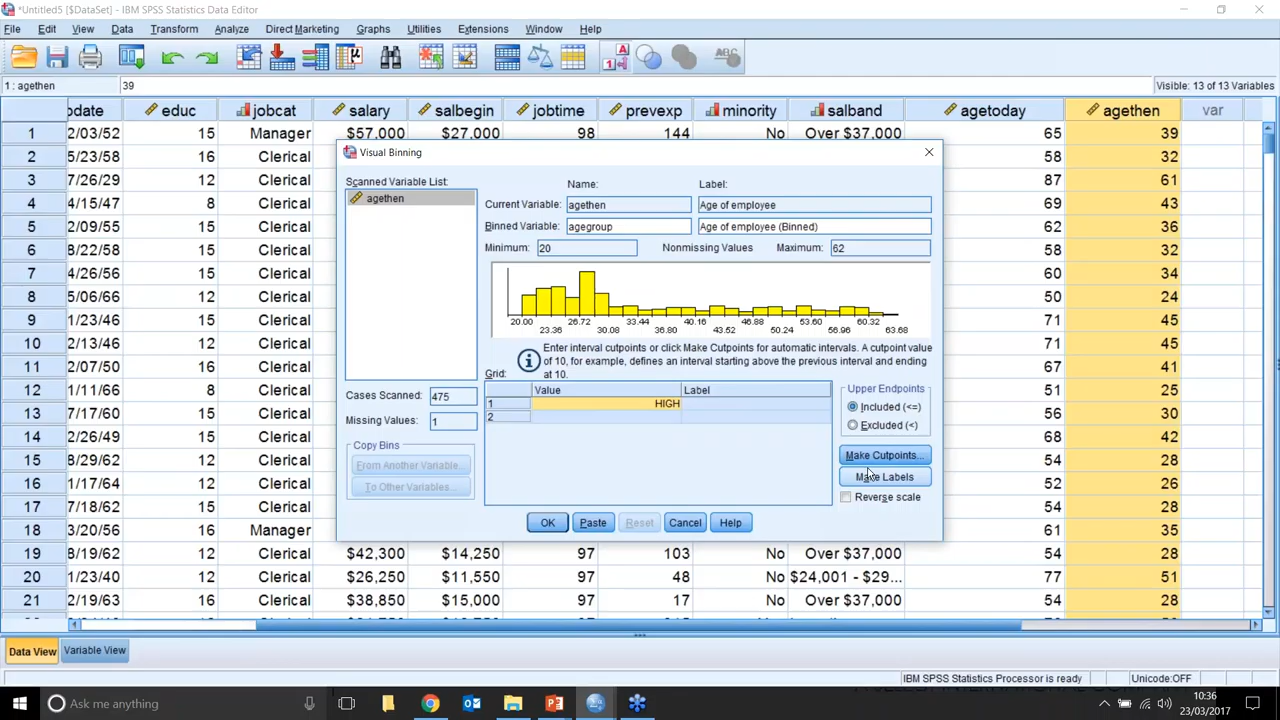 *Untitled5 [$DataSet] - IBM SPSS Statistics Data Editor
File Edit View Data Transform Analyze Direct Marketing Graphs Utilities Extensions Window Help
1 : agethen 39 Visible: 13 of 13 Variables
bdate educ jobcat salary salbegin jobtime prevexp minority salband agetoday agethen var
1 2/03/52 15 Manager $57,000 $27,000 98 144 No Over $37,000 65 39
2 5/23/58 16 Clerical 58 32
3 7/26/29 12 Clerical 87 61
4 4/15/47 8 Clerical 69 43
5 2/09/55 15 Clerical 62 36
6 8/22/58 15 Clerical 58 32
7 4/26/56 15 Clerical 60 34
8 5/06/66 12 Clerical 50 24
9 1/23/46 15 Clerical 71 45
10 2/13/46 12 Clerical 71 45
11 2/07/50 16 Clerical 67 41
12 1/11/66 8 Clerical 51 25
13 7/17/60 15 Clerical 56 30
14 2/26/49 15 Clerical 68 42
15 8/29/62 12 Clerical 54 28
16 1/17/64 12 Clerical 52 26
17 7/18/62 15 Clerical 54 28
18 3/20/56 16 Manager 61 35
19 8/19/62 12 Clerical $42,300 $14,250 97 103 No Over $37,000 54 28
20 1/23/40 12 Clerical $26,250 $11,550 97 48 No $24,001 - $29... 77 51
21 2/19/63 16 Clerical $38,850 $15,000 97 17 No Over $37,000 54 28
Visual Binning
Scanned Variable List:
agethen
Name: Label:
Current Variable: agethen Age of employee
Binned Variable: agegroup Age of employee (Binned)
Minimum: 20 Nonmissing Values Maximum: 62
20.00 26.72 33.44 40.16 46.88 53.60 60.32
23.36 30.08 36.80 43.52 50.24 56.96 63.68
Enter interval cutpoints or click Make Cutpoints for automatic intervals. A cutpoint value
of 10, for example, defines an interval starting above the previous interval and ending
at 10.
Grid:
Value Label
1 HIGH
2
Cases Scanned: 475
Missing Values: 1
Copy Bins
From Another Variable...
To Other Variables...
Upper Endpoints
Included (<=)
Excluded (<)
Make Cutpoints...
Make Labels
Reverse scale
OK Paste Reset Cancel Help
Data View Variable View
IBM SPSS Statistics Processor is ready Unicode:OFF
Ask me anything
10:36
23/03/2017